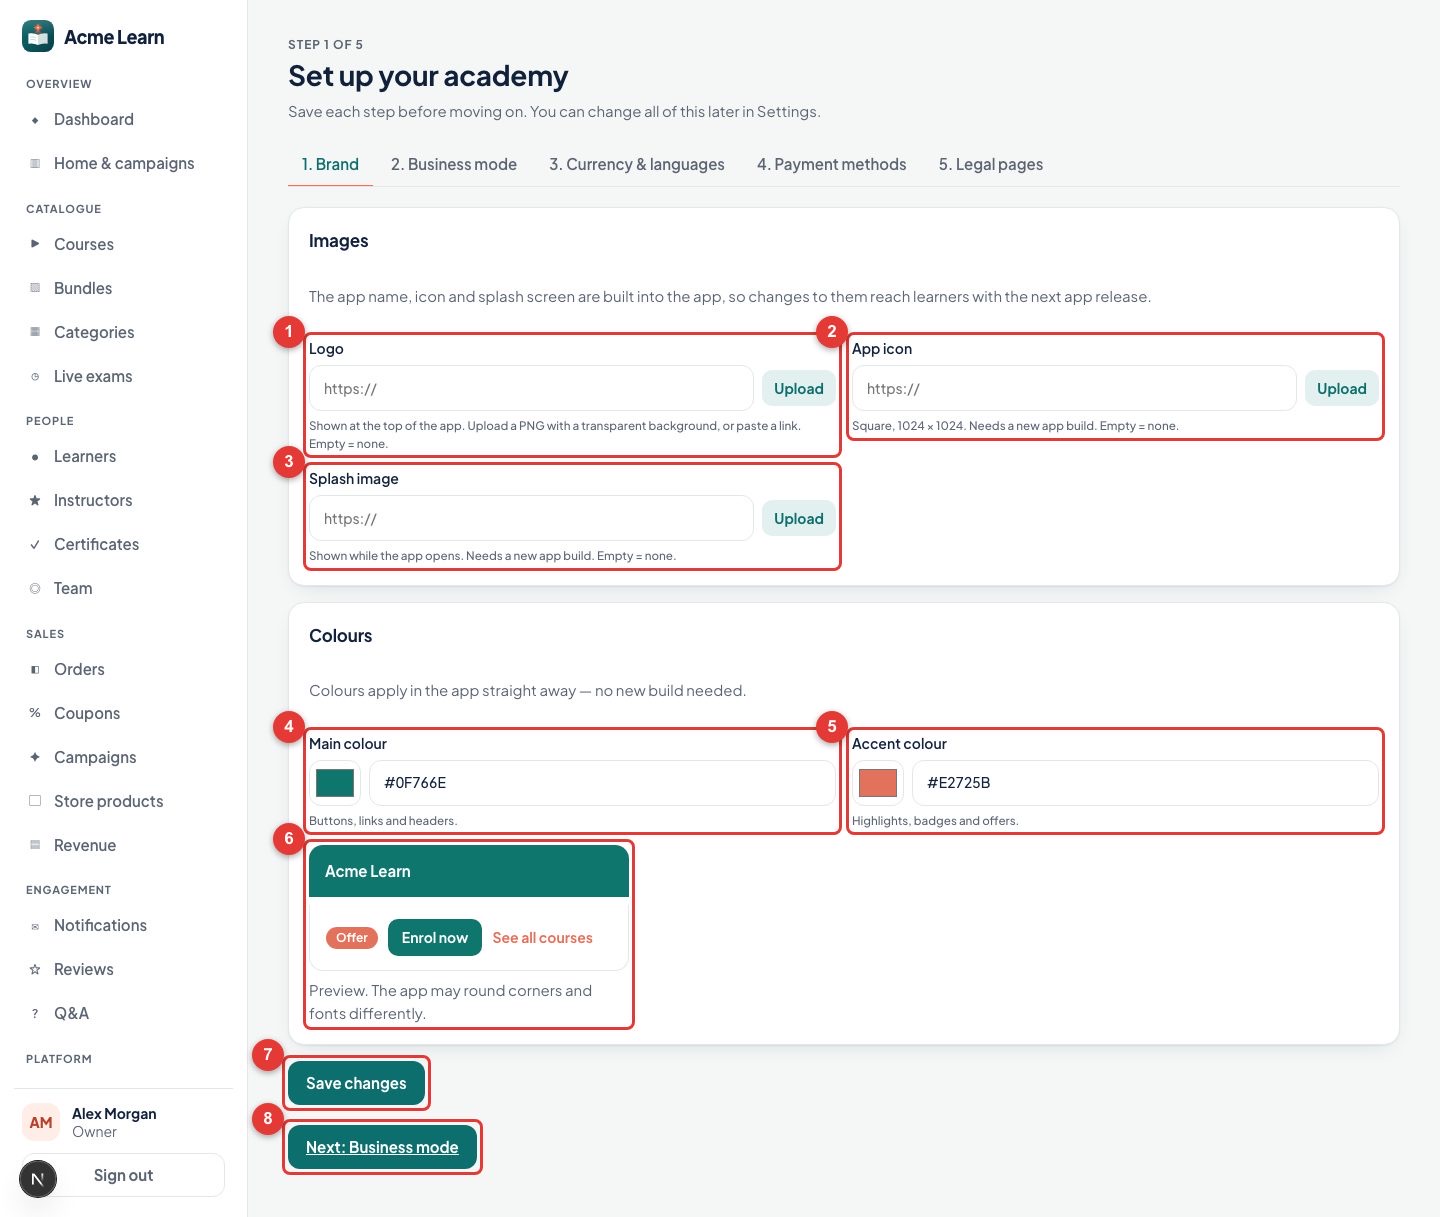 Acme Learn
OVERVIEW
Dashboard
Home & campaigns
CATALOGUE
Courses
Bundles
Categories
Live exams
PEOPLE
Learners
Instructors
Certificates
Team
SALES
Orders
% Coupons
Campaigns
Store products
Revenue
ENGAGEMENT
Notifications
Reviews
? Q&A
PLATFORM
AM
Alex Morgan
Owner
N
Sign out
STEP 1 OF 5
Set up your academy
Save each step before moving on. You can change all of this later in Settings.
1. Brand 2. Business mode 3. Currency & languages 4. Payment methods 5. Legal pages
Images
The app name, icon and splash screen are built into the app, so changes to them reach learners with the next app release.
1
Logo
https://
Upload
Shown at the top of the app. Upload a PNG with a transparent background, or paste a link.
Empty = none.
2
App icon
https://
Upload
Square, 1024 × 1024. Needs a new app build. Empty = none.
3
Splash image
https://
Upload
Shown while the app opens. Needs a new app build. Empty = none.
Colours
Colours apply in the app straight away — no new build needed.
4
Main colour
#0F766E
Buttons, links and headers.
5
Accent colour
#E2725B
Highlights, badges and offers.
6
Acme Learn
Offer Enrol now See all courses
Preview. The app may round corners and
fonts differently.
7
Save changes
8
Next: Business mode